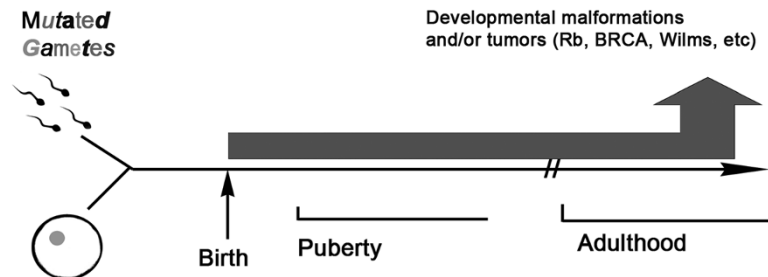 Mutated
Gametes
Developmental malformations
and/or tumors (Rb, BRCA, Wilms, etc)
Birth
Puberty
Adulthood